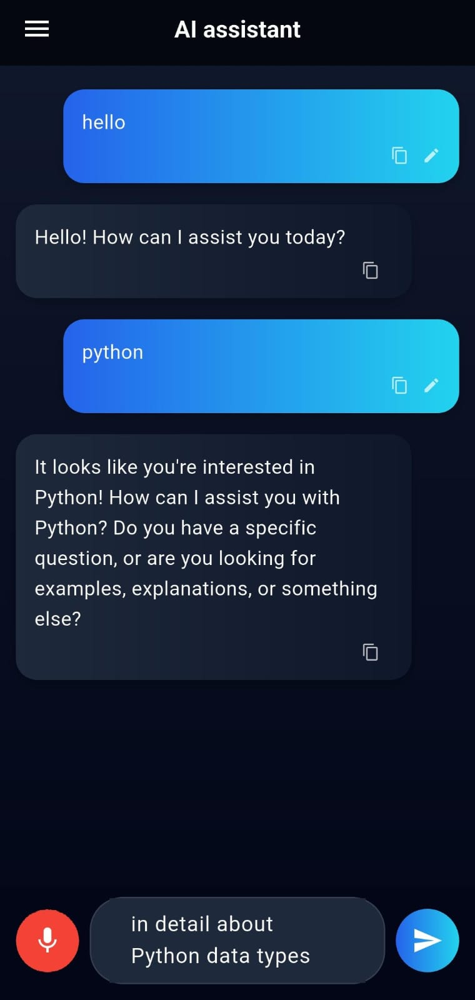 AI assistant
hello
Hello! How can I assist you today?
python
It looks like you're interested in
Python! How can I assist you with
Python? Do you have a specific
question, or are you looking for
examples, explanations, or something
else?
in detail about
Python data types